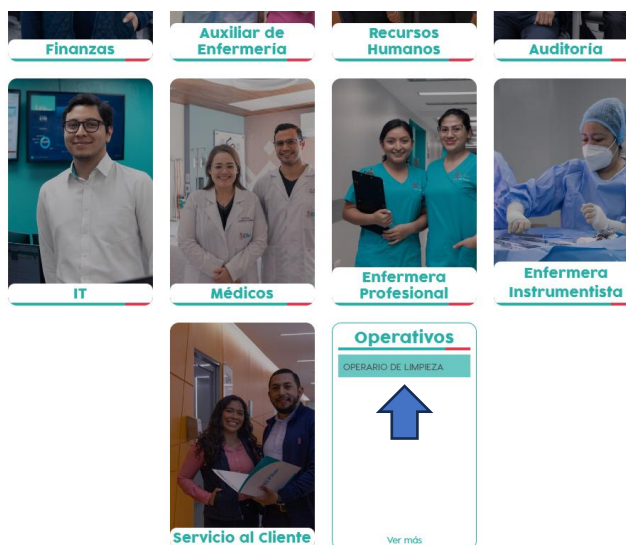 Finanzas
Auxiliar de
Enfermería
Recursos
Humanos
Auditoría
IT
Médicos
Enfermera
Profesional
Enfermera
Instrumentista
Servicio al Cliente
Operativos
OPERARIO DE LIMPIEZA
Ver más